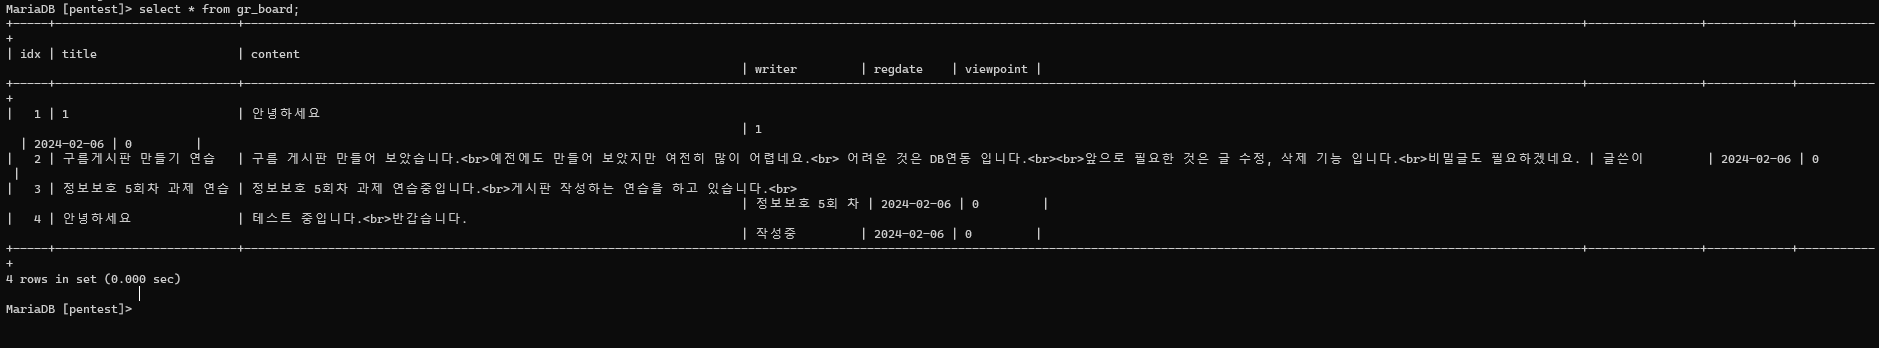 MariaDB [pentest]> select * from gr_board;
| idx | title | content
| writer | regdate | viewpoint |
| 1 | 1 | 안녕하세요
| 1
| 2024-02-06 | 0 |
| 2 | 구름게시판 만들기 연습 | 구름 게시판 만들어 보았습니다.<br>예전에도 만들어 보았지만 여전히 많이 어렵네요.<br> 어려운 것은 DB연동 입니다.<br><br>앞으로 필요한 것은 글 수정, 삭제 기능 입니다.<br>비밀글도 필요하겠네요. | 글쓴이 | 2024-02-06 | 0
|
| 3 | 정보보호 5회차 과제 연습 | 정보보호 5회차 과제 연습중입니다.<br>게시판 작성하는 연습을 하고 있습니다.<br>
| 정보보호 5회 차 | 2024-02-06 | 0 |
| 4 | 안녕하세요 | 테스트 중입니다.<br>반갑습니다.
| 작성중 | 2024-02-06 | 0 |
4 rows in set (0.000 sec)
MariaDB [pentest]>